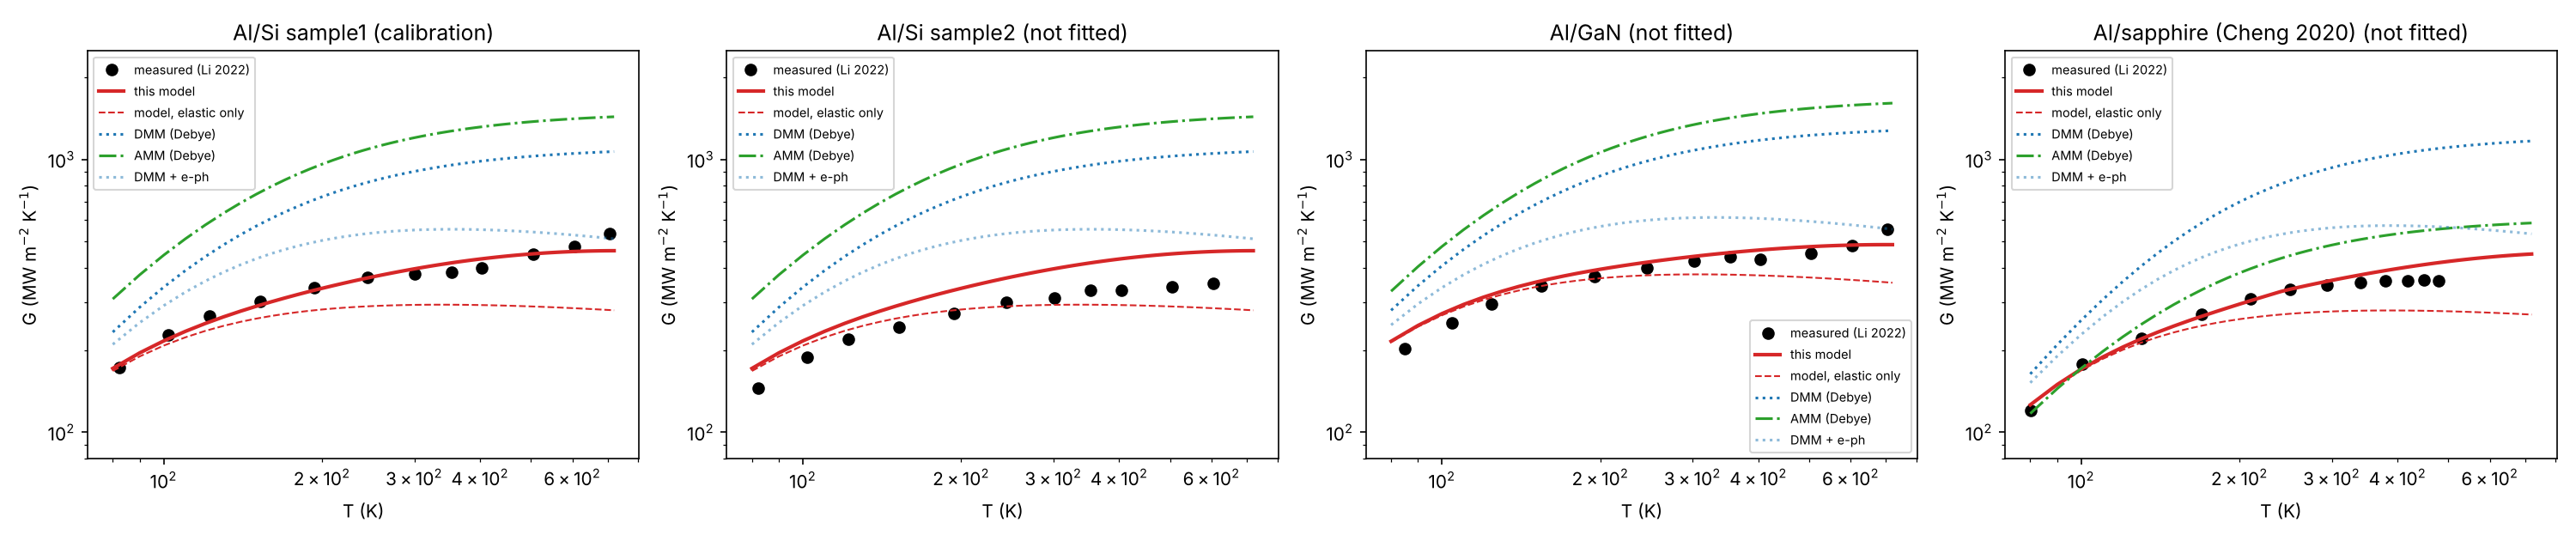 Al/Si sample1 (calibration)
measured (Li 2022)
this model
model, elastic only
DMM (Debye)
AMM (Debye)
DMM + e-ph
G (MW m⁻² K⁻¹)
10³
10²
10²
2 × 10²
3 × 10²
4 × 10²
6 × 10²
T (K)
Al/Si sample2 (not fitted)
measured (Li 2022)
this model
model, elastic only
DMM (Debye)
AMM (Debye)
DMM + e-ph
G (MW m⁻² K⁻¹)
10³
10²
10²
2 × 10²
3 × 10²
4 × 10²
6 × 10²
T (K)
Al/GaN (not fitted)
G (MW m⁻² K⁻¹)
10³
10²
measured (Li 2022)
this model
model, elastic only
DMM (Debye)
AMM (Debye)
DMM + e-ph
10²
2 × 10²
3 × 10²
4 × 10²
6 × 10²
T (K)
Al/sapphire (Cheng 2020) (not fitted)
measured (Li 2022)
this model
model, elastic only
DMM (Debye)
AMM (Debye)
DMM + e-ph
G (MW m⁻² K⁻¹)
10³
10²
10²
2 × 10²
3 × 10²
4 × 10²
6 × 10²
T (K)